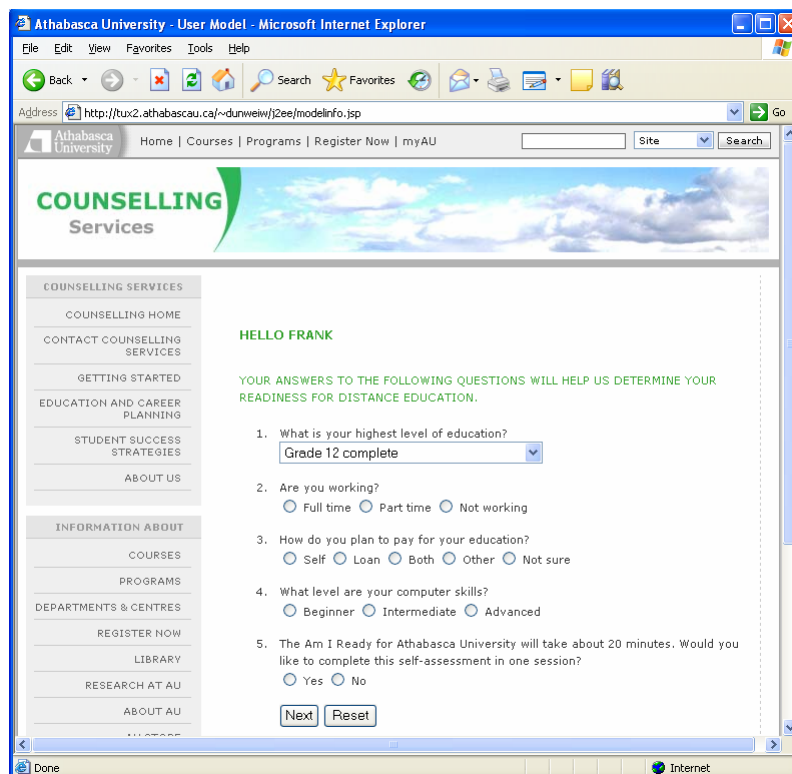 Athabasca University - User Model - Microsoft Internet Explorer
File Edit View Favorites Tools Help
Back Search Favorites
Address http://tux2.athabascau.ca/~dunweiw/j2ee/modelinfo.jsp Go
Athabasca University Home | Courses | Programs | Register Now | myAU Site Search
COUNSELLING
Services
COUNSELLING SERVICES
COUNSELLING HOME
CONTACT COUNSELLING
SERVICES
GETTING STARTED
EDUCATION AND CAREER
PLANNING
STUDENT SUCCESS
STRATEGIES
ABOUT US
INFORMATION ABOUT
COURSES
PROGRAMS
DEPARTMENTS & CENTRES
REGISTER NOW
LIBRARY
RESEARCH AT AU
ABOUT AU
HELLO FRANK
YOUR ANSWERS TO THE FOLLOWING QUESTIONS WILL HELP US DETERMINE YOUR
READINESS FOR DISTANCE EDUCATION.
1. What is your highest level of education?
Grade 12 complete
2. Are you working?
Full time Part time Not working
3. How do you plan to pay for your education?
Self Loan Both Other Not sure
4. What level are your computer skills?
Beginner Intermediate Advanced
5. The Am I Ready for Athabasca University will take about 20 minutes. Would you
like to complete this self-assessment in one session?
Yes No
Next Reset
Done Internet